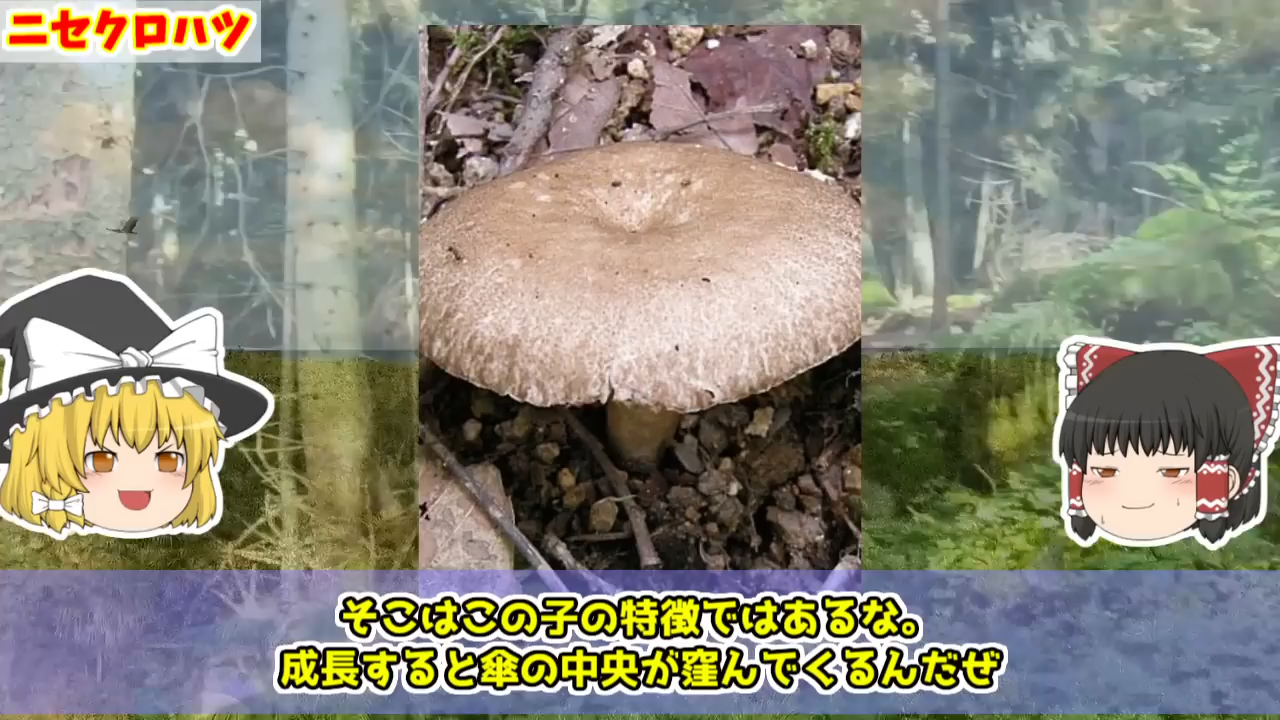 ニセクロハツ
そこはこの子の特徴ではあるな。
成長すると傘の中央が窪んでくるんだぜ